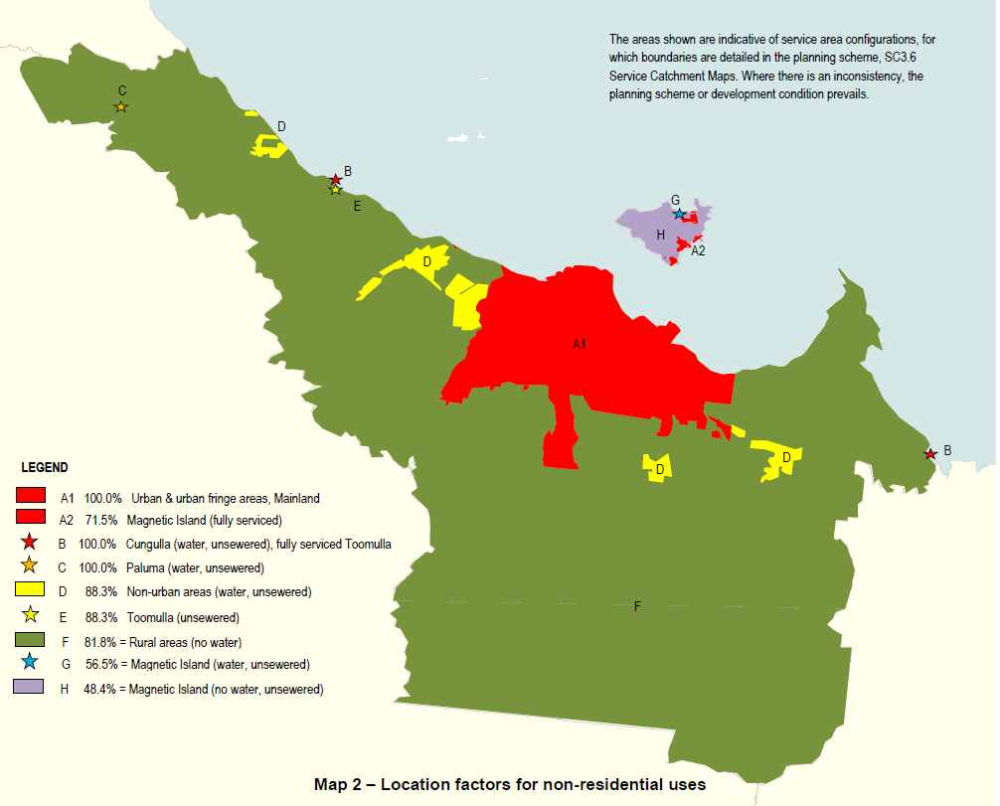 The areas shown are indicative of service area configurations, for
which boundaries are detailed in the planning scheme, SC3.6
Service Catchment Maps. Where there is an inconsistency, the
planning scheme or development condition prevails.
C
D
B
E
G
H
A2
D
A1
B
D
D
F
LEGEND
A1 100.0% Urban & urban fringe areas, Mainland
A2 71.5% Magnetic Island (fully serviced)
B 100.0% Cungulla (water, unsewered), fully serviced Toomulla
C 100.0% Paluma (water, unsewered)
D 88.3% Non-urban areas (water, unsewered)
E 88.3% Toomulla (unsewered)
F 81.8% = Rural areas (no water)
G 56.5% = Magnetic Island (water, unsewered)
H 48.4% = Magnetic Island (no water, unsewered)
Map 2 – Location factors for non-residential uses